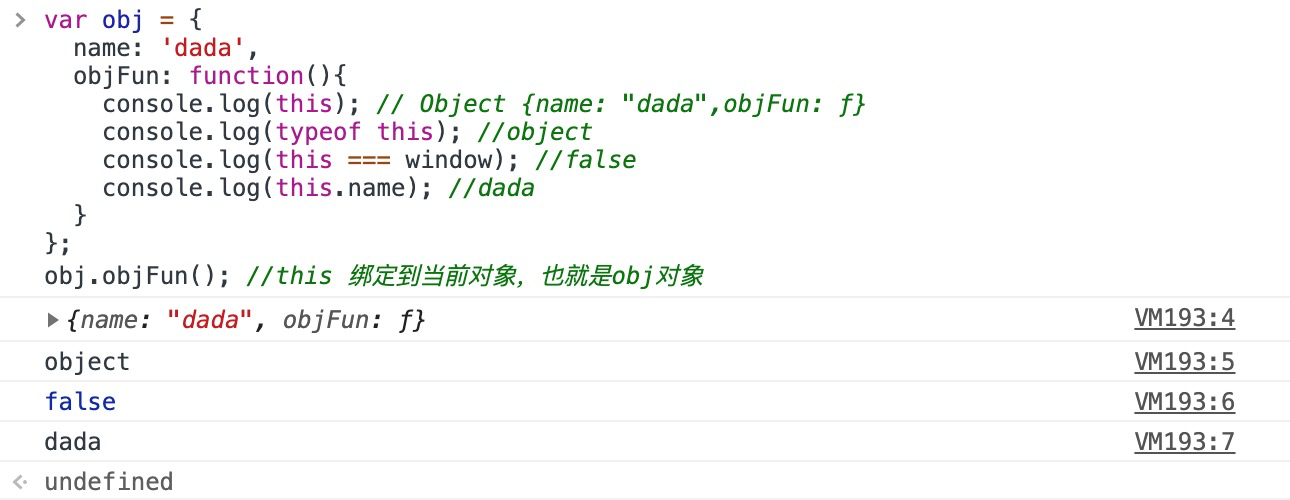 > var obj = {
  name: 'dada',
  objFun: function(){
    console.log(this); // Object {name: "dada",objFun: ƒ}
    console.log(typeof this); //object
    console.log(this === window); //false
    console.log(this.name); //dada
  }
};
obj.objFun(); //this 绑定到当前对象，也就是obj对象
▶{name: "dada", objFun: ƒ} VM193:4
object VM193:5
false VM193:6
dada VM193:7
undefined